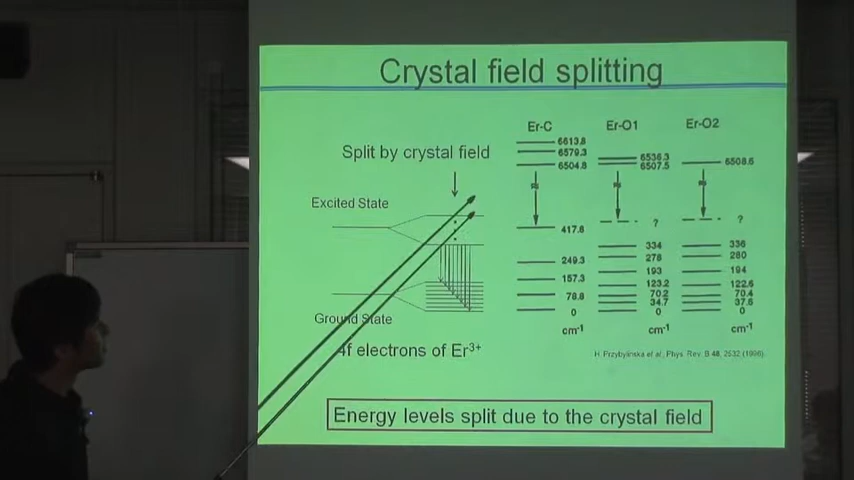 Crystal field splitting
Split by crystal field
Excited State
Ground State
4f electrons of Er³⁺
Er-C
6613.8
6579.3
6504.8
417.6
249.3
157.3
78.8
0
cm⁻¹
Er-O1
6536.3
6507.5
?
334
278
193
123.2
70.2
34.7
0
cm⁻¹
Er-O2
6508.6
?
336
280
194
122.6
70.4
37.6
0
cm⁻¹
H. Przybylinska et al., Phys. Rev. B 48, 2532 (1996).
Energy levels split due to the crystal field